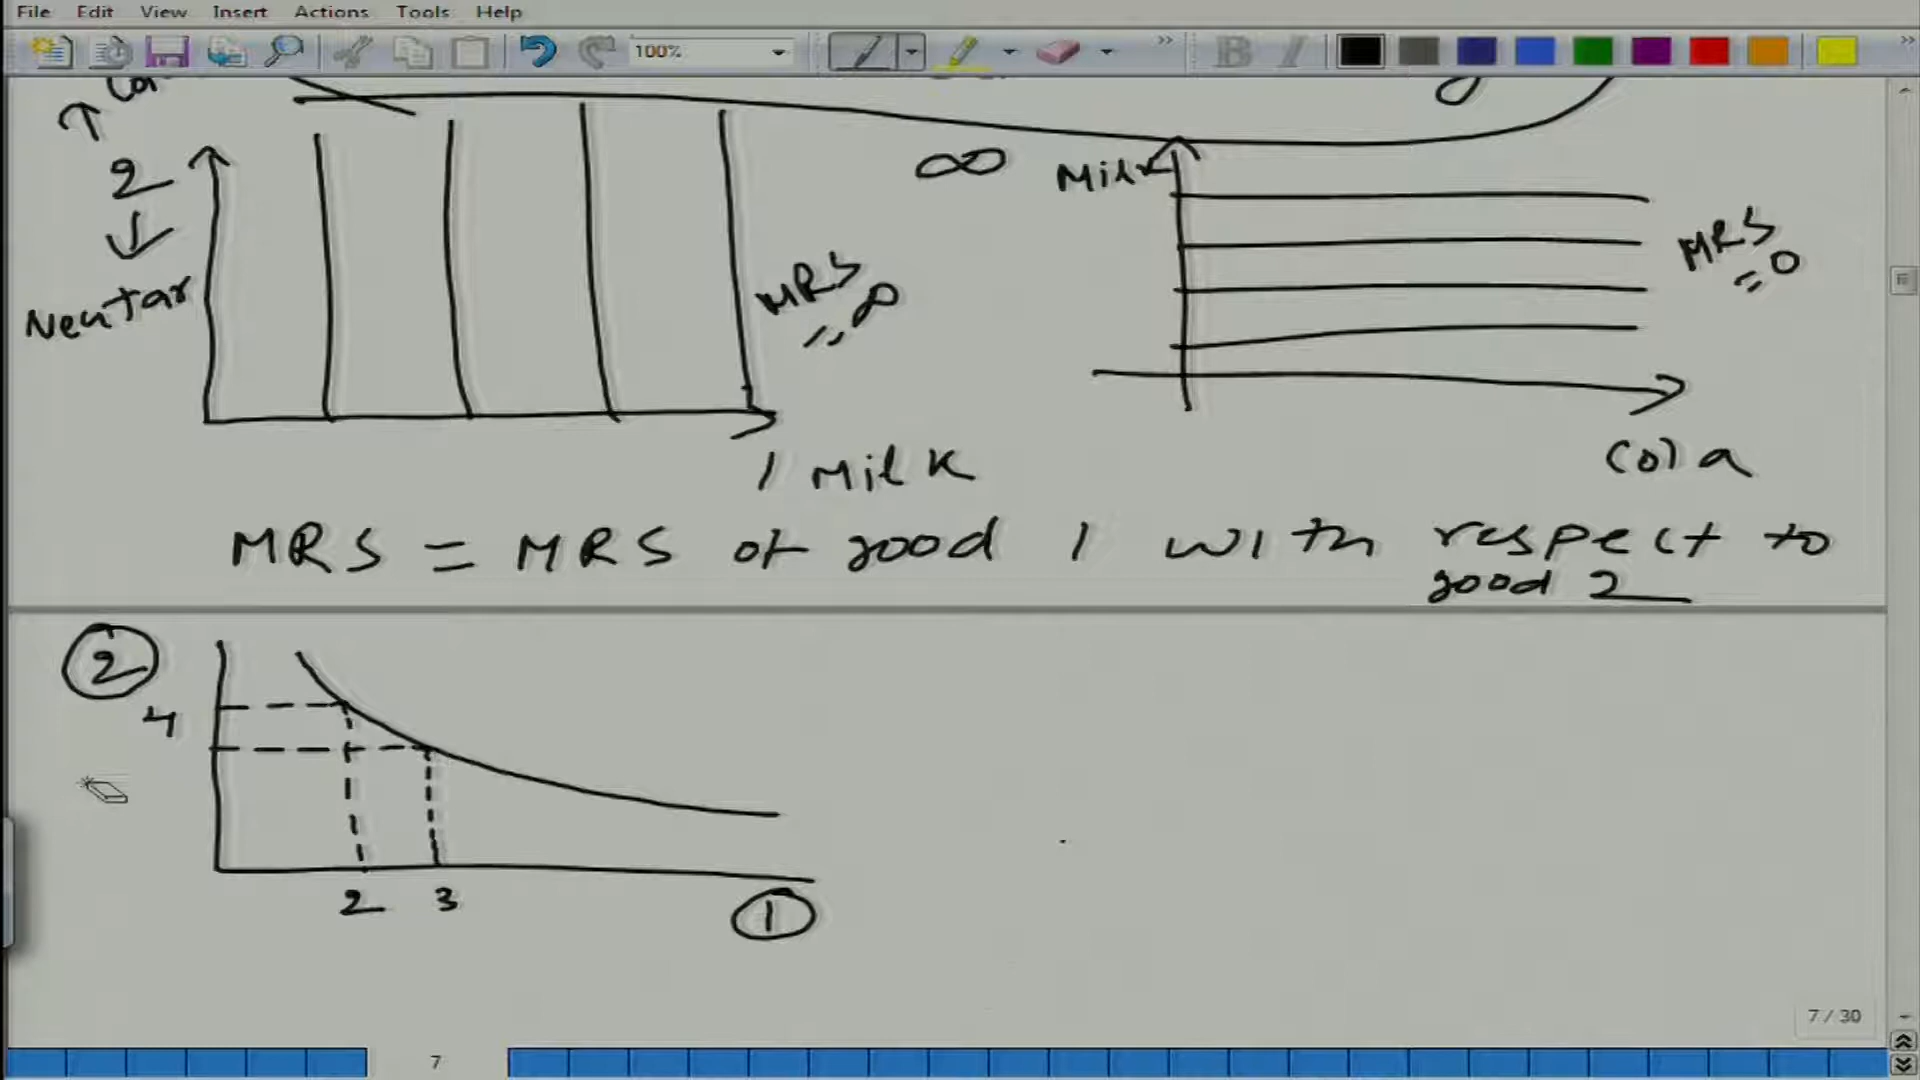 File Edit View Insert Actions Tools Help
100%
2
∞
Milk
MRS
= 0
Neutar
MRS
= ∞
1 Milk
Cola
MRS = MRS of good 1 with respect to
good 2
2
4
2 3
1
7 / 30
7